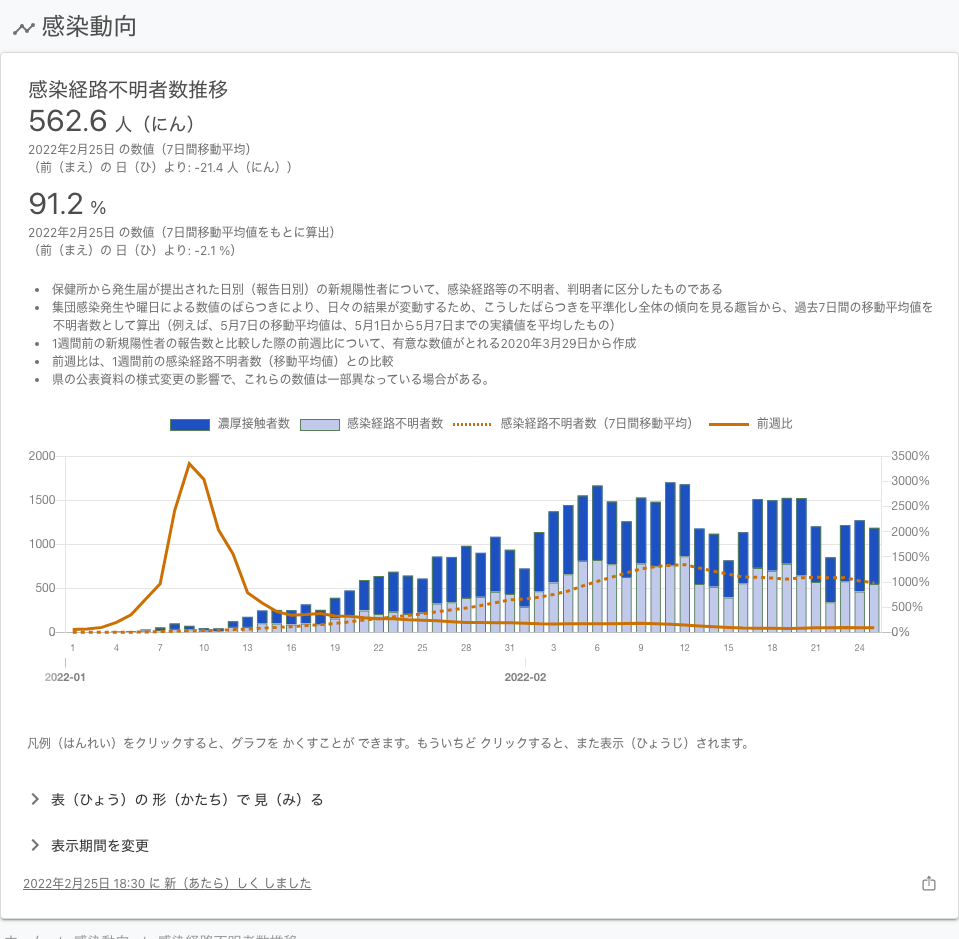 感染動向
感染経路不明者数推移
562.6 人（にん）
2022年2月25日 の数値（7日間移動平均）
（前（まえ）の 日（ひ）より: -21.4 人（にん））
91.2 %
2022年2月25日 の数値（7日間移動平均値をもとに算出）
（前（まえ）の 日（ひ）より: -2.1 %）
• 保健所から発生届が提出された日別（報告日別）の新規陽性者について、感染経路等の不明者、判明者に区分したものである
• 集団感染発生や曜日による数値のばらつきにより、日々の結果が変動するため、こうしたばらつきを平準化し全体の傾向を見る趣旨から、過去7日間の移動平均値を
不明者数として算出（例えば、5月7日の移動平均値は、5月1日から5月7日までの実績値を平均したもの）
• 1週間前の新規陽性者の報告数と比較した際の前週比について、有意な数値がとれる2020年3月29日から作成
• 前週比は、1週間前の感染経路不明者数（移動平均値）との比較
• 県の公表資料の様式変更の影響で、これらの数値は一部異なっている場合がある。
濃厚接触者数 感染経路不明者数 感染経路不明者数（7日間移動平均） 前週比
2000 3500%
3000%
1500 2500%
2000%
1000 1500%
1000%
500 500%
0 0%
1 4 7 10 13 16 19 22 25 28 31 3 6 9 12 15 18 21 24
2022-01 2022-02
凡例（はんれい）をクリックすると、グラフを かくすことが できます。もういちど クリックすると、また表示（ひょうじ）されます。
表（ひょう）の 形（かたち）で 見（み）る
表示期間を変更
2022年2月25日 18:30 に 新（あたら）しく しました